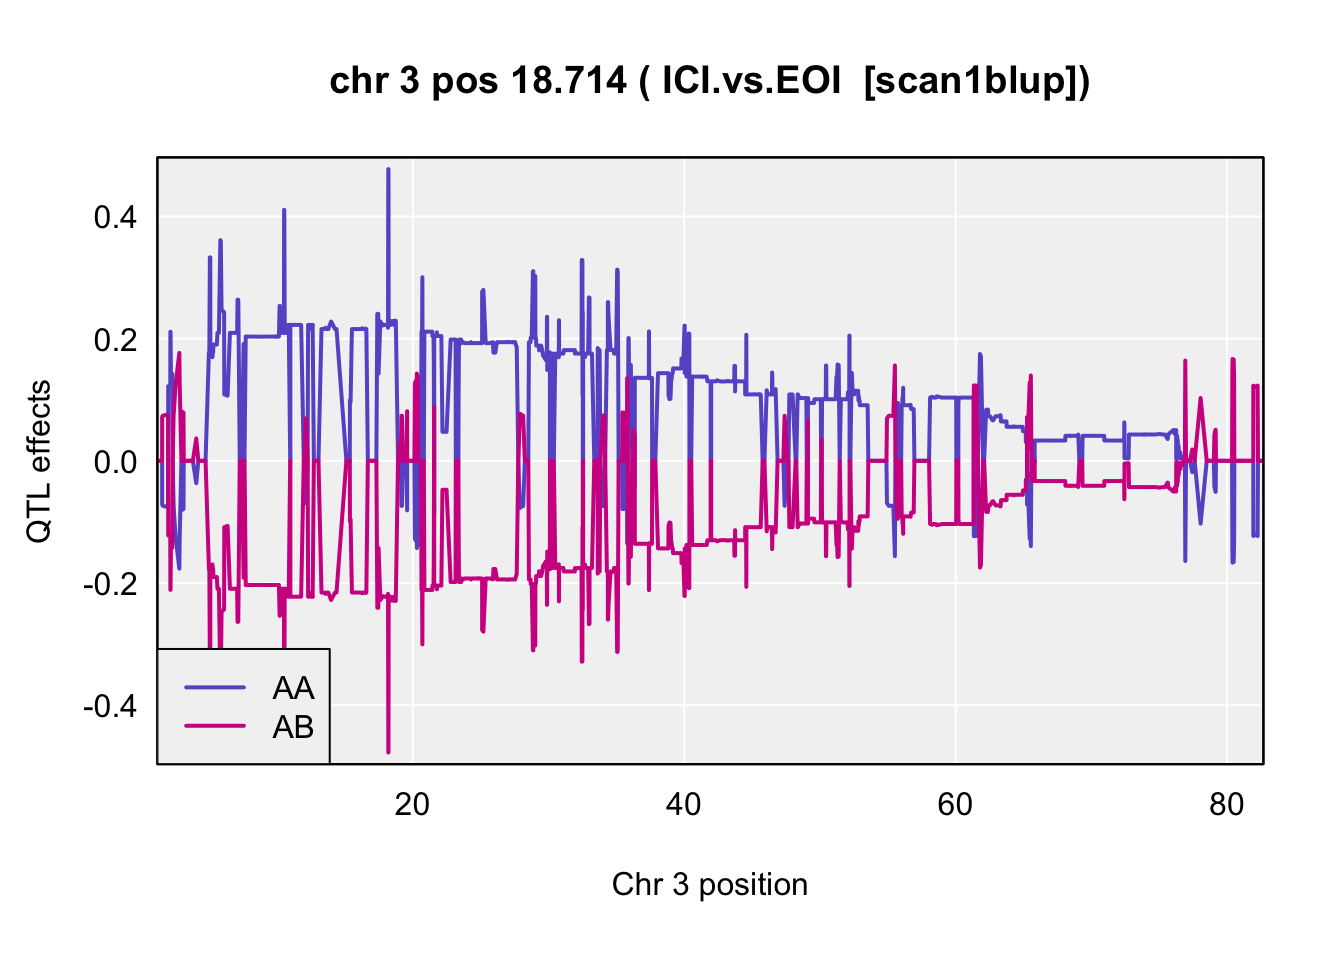 chr 3 pos 18.714 ( ICI.vs.EOI  [scan1blup])
QTL effects
0.4
0.2
0.0
-0.2
-0.4
AA
AB
20
40
60
80
Chr 3 position